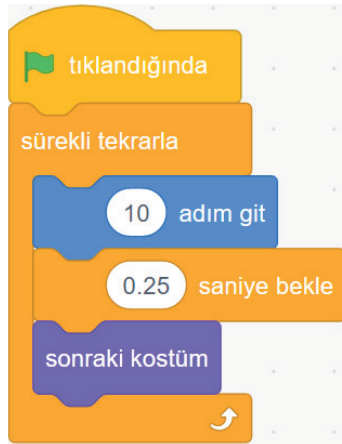 tıklandığında
sürekli tekrarla
10 adım git
0.25 saniye bekle
sonraki kostüm